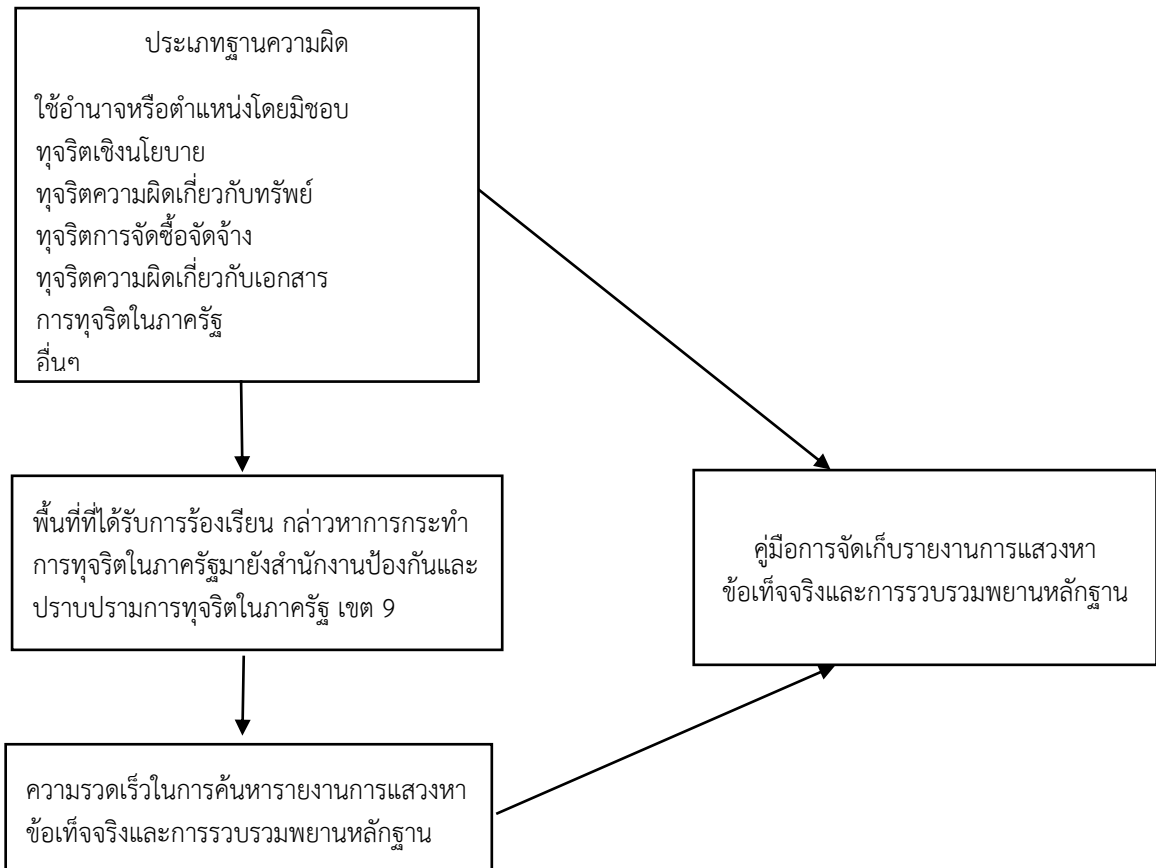 ประเภทฐานความผิด
ใช้อำนาจหรือตำแหน่งโดยมิชอบ
ทุจริตเชิงนโยบาย
ทุจริตความผิดเกี่ยวกับทรัพย์
ทุจริตการจัดซื้อจัดจ้าง
ทุจริตความผิดเกี่ยวกับเอกสาร
การทุจริตในภาครัฐ
อื่นๆ
พื้นที่ที่ได้รับการร้องเรียน กล่าวหาการกระทำ
การทุจริตในภาครัฐมายังสำนักงานป้องกันและ
ปราบปรามการทุจริตในภาครัฐ เขต 9
คู่มือการจัดเก็บรายงานการแสวงหา
ข้อเท็จจริงและการรวบรวมพยานหลักฐาน
ความรวดเร็วในการค้นหารายงานการแสวงหา
ข้อเท็จจริงและการรวบรวมพยานหลักฐาน